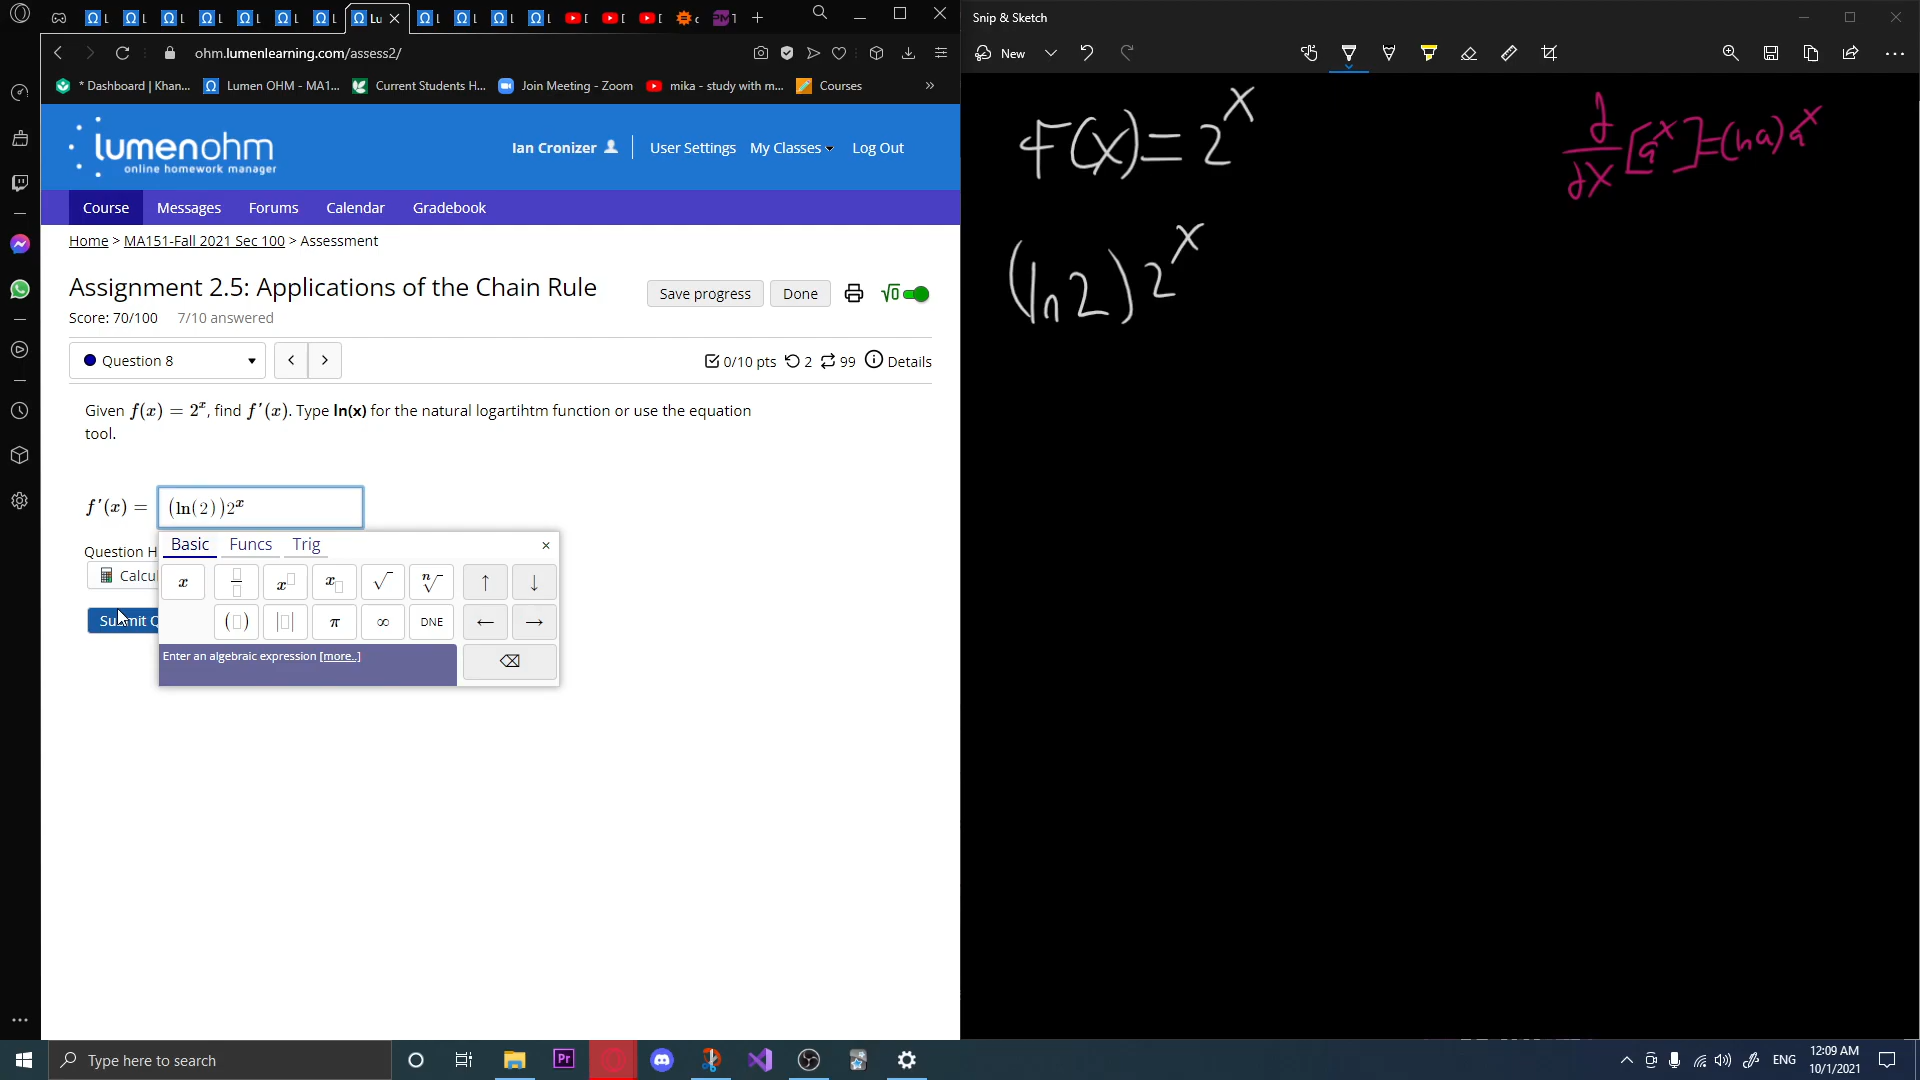 Lu
Snip & Sketch
ohm.lumenlearning.com/assess2/
New
* Dashboard | Khan...
Lumen OHM - MA1...
Current Students H...
Join Meeting - Zoom
mika - study with m...
Courses
»
lumenohm
online homework manager
Ian Cronizer
User Settings
My Classes
Log Out
Course Messages Forums Calendar Gradebook
Home > MA151-Fall 2021 Sec 100 > Assessment
Assignment 2.5: Applications of the Chain Rule
Save progress
Done
√0
Score: 70/100 7/10 answered
Question 8
<
>
0/10 pts 2 99 Details
Given f(x) = 2^x, find f′(x). Type ln(x) for the natural logartihtm function or use the equation
tool.
f′(x) = (ln(2))2^x
Basic Funcs Trig
×
Question H
Calcu
x
x
x
√
n√
↑
↓
Submit Q
(▯)
|▯|
π
∞
DNE
←
→
Enter an algebraic expression [more..]
F(x)=2^x
d/dx [a^x]=(ln a)a^x
(ln 2)2^x
Type here to search
Pr
ENG
12:09 AM
10/1/2021